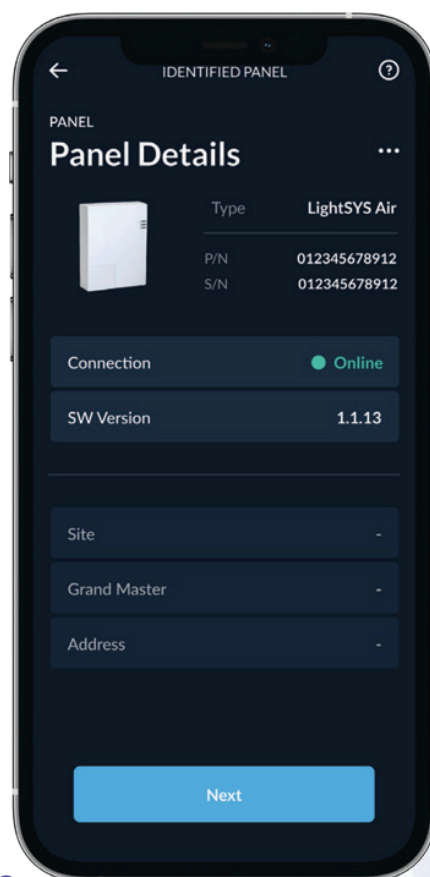 IDENTIFIED PANEL
PANEL
Panel Details
Type LightSYS Air
P/N 012345678912
S/N 012345678912
Connection Online
SW Version 1.1.13
Site -
Grand Master -
Address -
Next